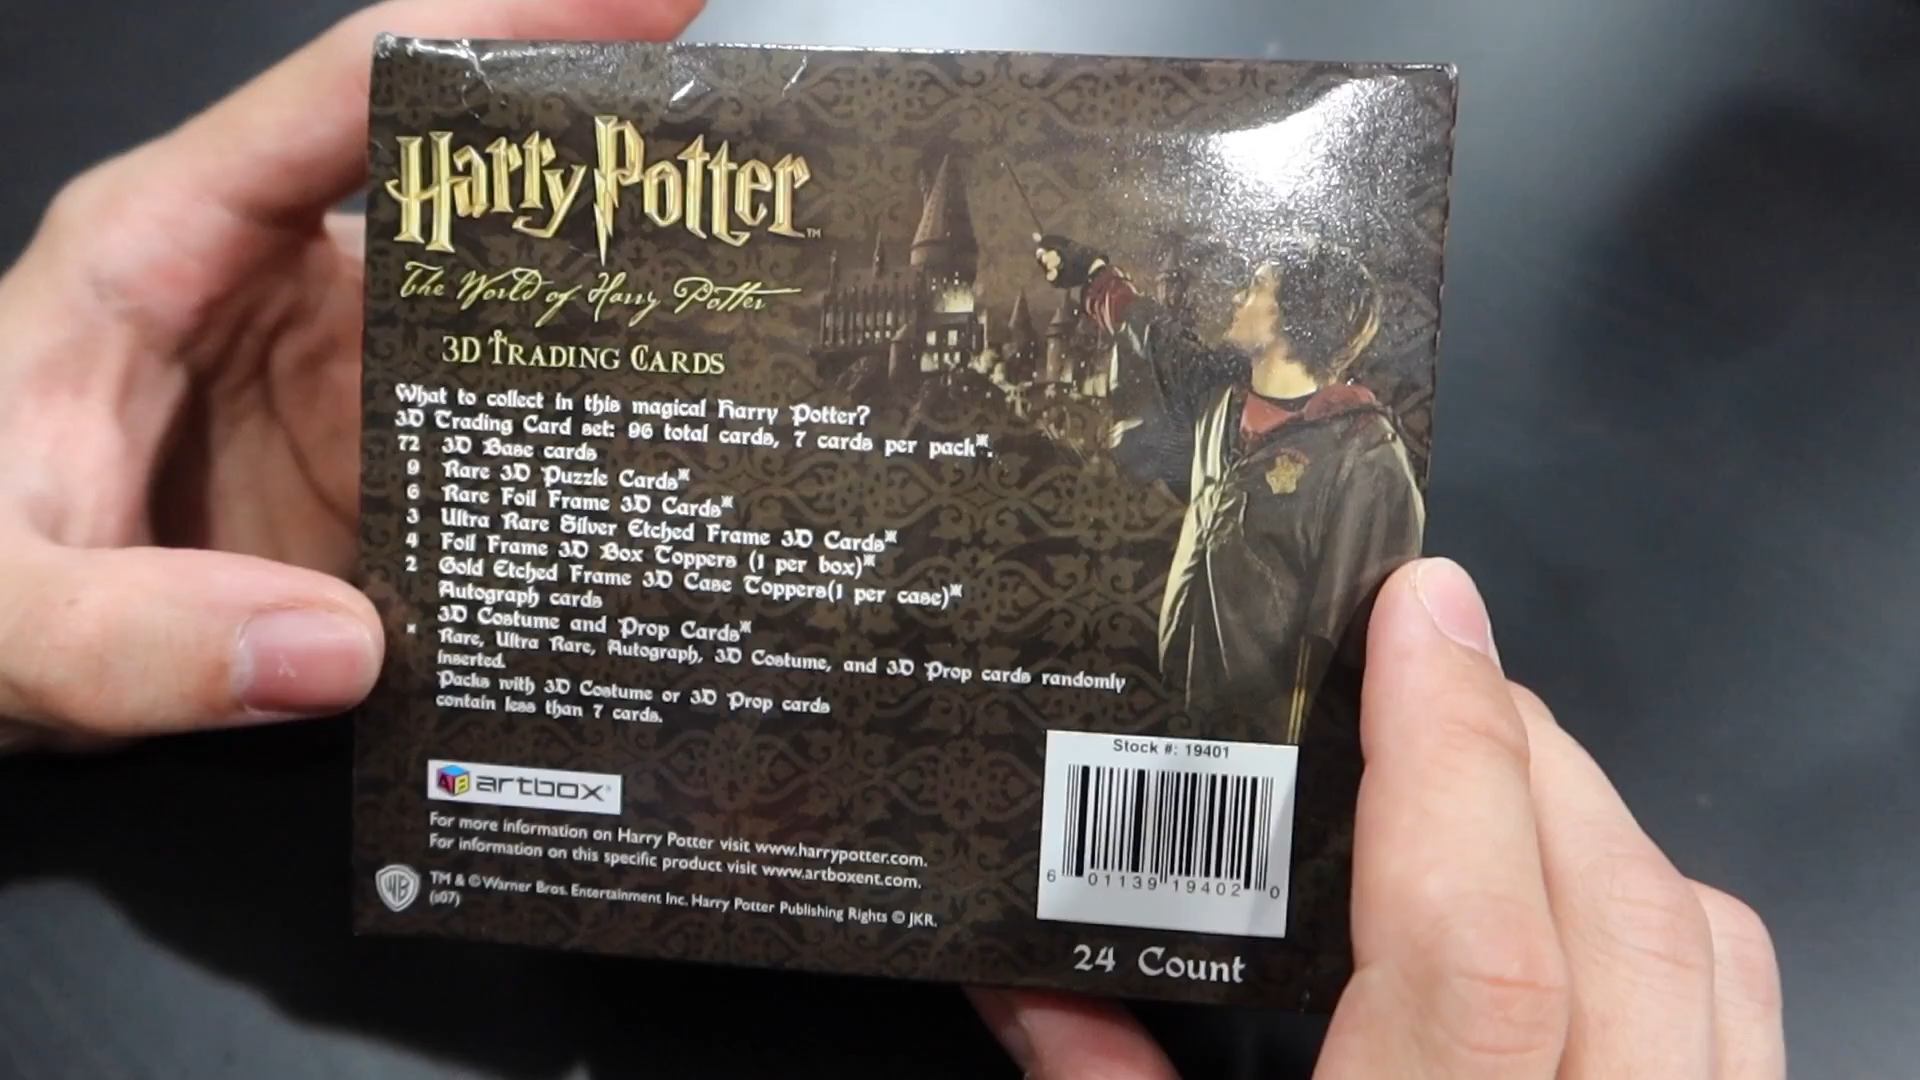 Harry Potter™
The World of Harry Potter
3D Trading Cards
What to collect in this magical Harry Potter?
3D Trading Card set: 96 total cards, 7 cards per pack*.
72 3D Base cards
9 Rare 3D Puzzle Cards*
6 Rare Foil Frame 3D Cards*
3 Ultra Rare Silver Etched Frame 3D Cards*
4 Foil Frame 3D Box Toppers (1 per box)*
2 Gold Etched Frame 3D Case Toppers(1 per case)*
Autograph cards
3D Costume and Prop Cards*
* Rare, Ultra Rare, Autograph, 3D Costume, and 3D Prop cards randomly
inserted.
Packs with 3D Costume or 3D Prop cards
contain less than 7 cards.
Stock #: 19401
AB artbox®
6 01139 19402 0
For more information on Harry Potter visit www.harrypotter.com.
For information on this specific product visit www.artboxent.com.
WB TM & © Warner Bros. Entertainment Inc. Harry Potter Publishing Rights © JKR.
(s07)
24 Count